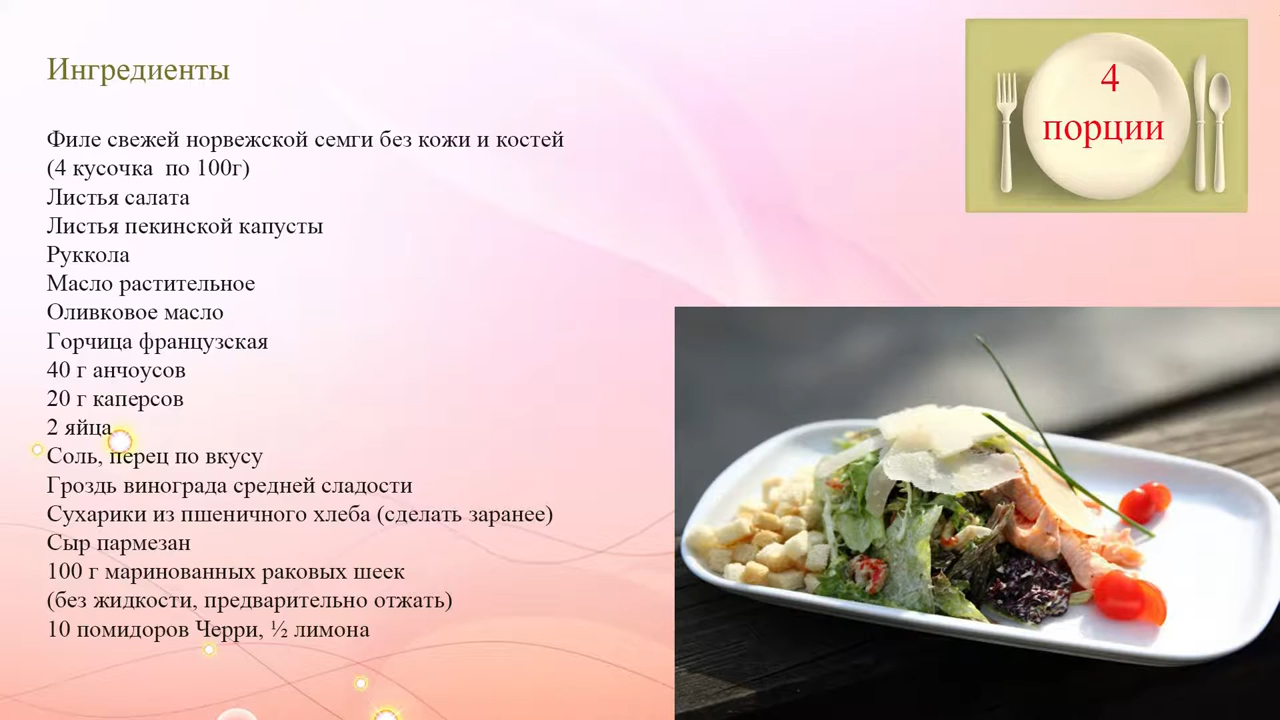 Ингредиенты
4
порции
Филе свежей норвежской семги без кожи и костей
(4 кусочка  по 100г)
Листья салата
Листья пекинской капусты
Руккола
Масло растительное
Оливковое масло
Горчица французская
40 г анчоусов
20 г каперсов
2 яйца
Соль, перец по вкусу
Гроздь винограда средней сладости
Сухарики из пшеничного хлеба (сделать заранее)
Сыр пармезан
100 г маринованных раковых шеек
(без жидкости, предварительно отжать)
10 помидоров Черри, ½ лимона